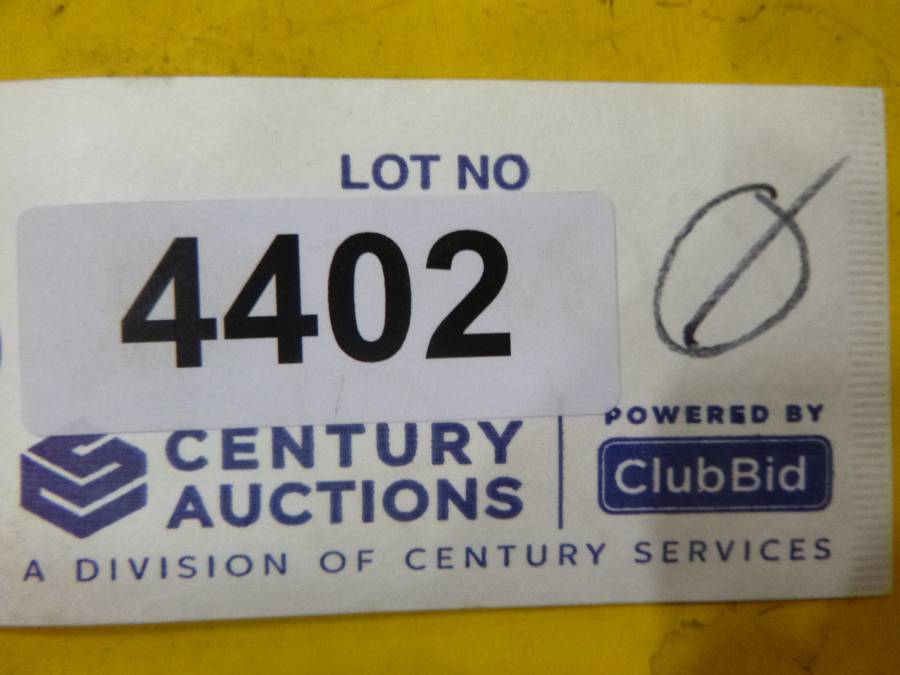 LOT NO
4402 Ø
CENTURY
AUCTIONS
POWERED BY
ClubBid
A DIVISION OF CENTURY SERVICES